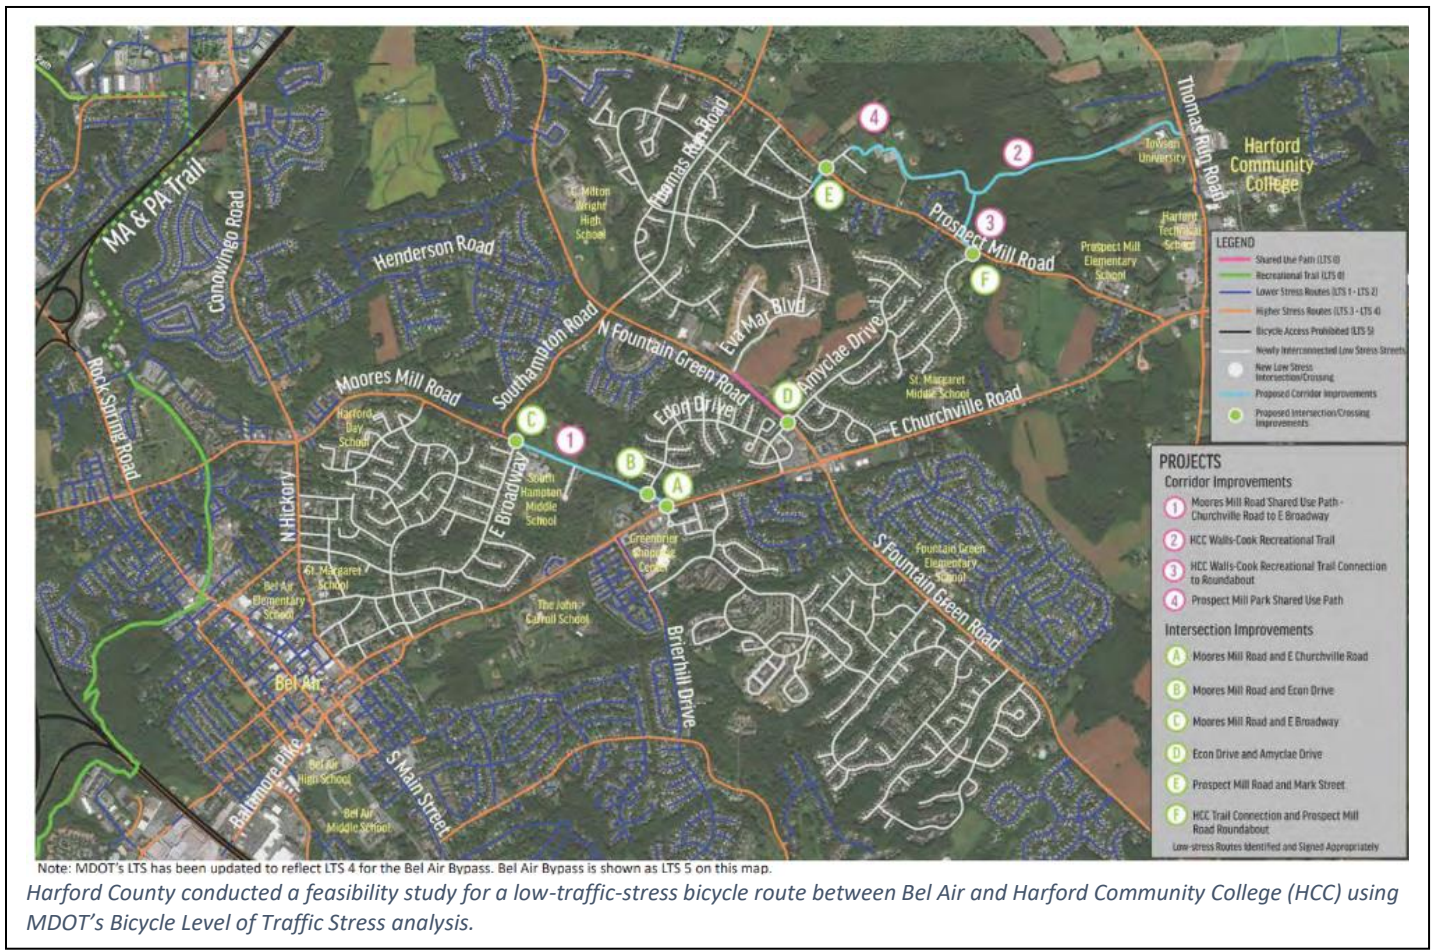 MA & PA Trail
Conowingo Road
Henderson Road
C. Milton
Wright
High
School
Thomas Run Road
4
2
3
E
F
Prospect Mill Road
Towson
University
Thomas Run Road
Harford
Community
College
Harford
Technical
School
Prospect Mill
Elementary
School
Rock Spring Road
Moores Mill Road
Southampton Road
N Fountain Green Road
Eva Mar Blvd
Amyclae Drive
D
Econ Drive
St. Margaret
Middle School
E Churchville Road
Harford
Day
School
C
1
B
A
South
Hampton
Middle
School
E Broadway
N Hickory
Greenbrier
Shopping
Center
St. Margaret
School
Bel Air
Elementary
School
The John
Carroll School
Brierhill Drive
S Fountain Green Road
Fountain Green
Elementary
School
Bel Air
Baltimore Pike
Bel Air
High School
S Main Street
Bel Air
Middle School
LEGEND
Shared Use Path (LTS 0)
Recreational Trail (LTS 0)
Lower Stress Routes (LTS 1 - LTS 2)
Higher Stress Routes (LTS 3 - LTS 4)
Bicycle Access Prohibited (LTS 5)
Newly Interconnected Low Stress Streets
New Low Stress
Intersection/Crossing
Proposed Corridor Improvements
Proposed Intersection/Crossing
Improvements
PROJECTS
Corridor Improvements
1 Moores Mill Road Shared Use Path -
Churchville Road to E Broadway
2 HCC Walls-Cook Recreational Trail
3 HCC Walls-Cook Recreational Trail Connection
to Roundabout
4 Prospect Mill Park Shared Use Path
Intersection Improvements
A Moores Mill Road and E Churchville Road
B Moores Mill Road and Econ Drive
C Moores Mill Road and E Broadway
D Econ Drive and Amyclae Drive
E Prospect Mill Road and Mark Street
F HCC Trail Connection and Prospect Mill
Road Roundabout
Low-stress Routes Identified and Signed Appropriately
Note: MDOT's LTS has been updated to reflect LTS 4 for the Bel Air Bypass. Bel Air Bypass is shown as LTS 5 on this map.
Harford County conducted a feasibility study for a low-traffic-stress bicycle route between Bel Air and Harford Community College (HCC) using
MDOT's Bicycle Level of Traffic Stress analysis.